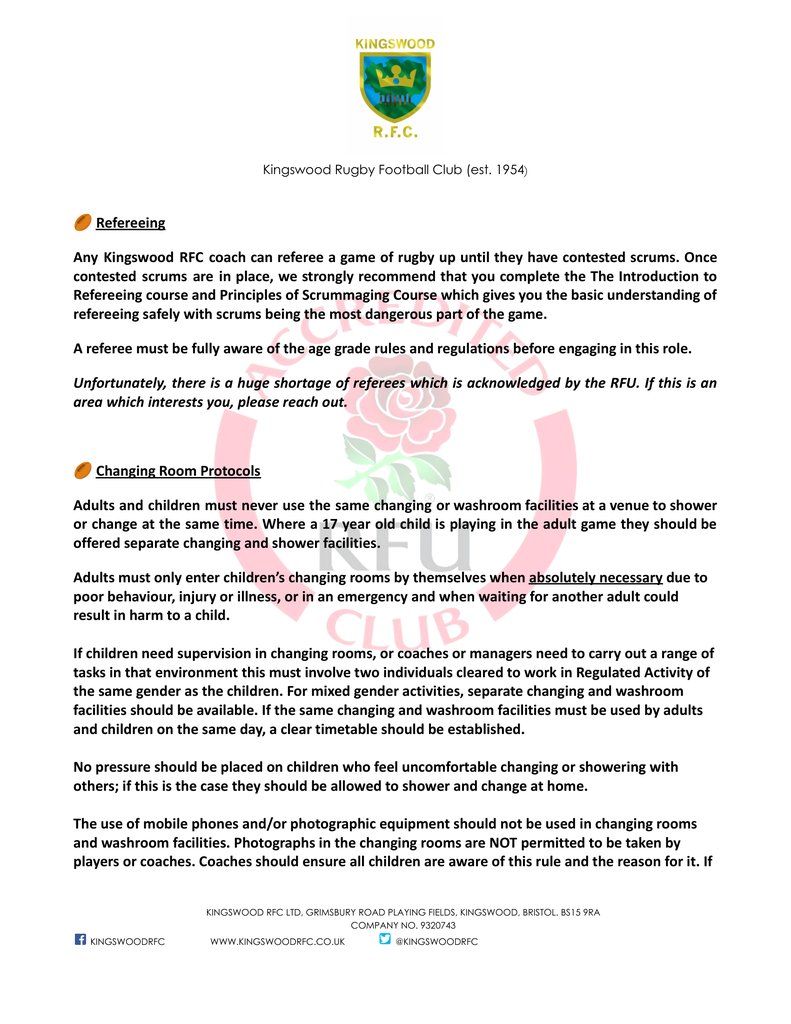 KINGSWOOD
R.F.C.
Kingswood Rugby Football Club (est. 1954)
Refereeing
Any Kingswood RFC coach can referee a game of rugby up until they have contested scrums. Once
contested scrums are in place, we strongly recommend that you complete the The Introduction to
Refereeing course and Principles of Scrummaging Course which gives you the basic understanding of
refereeing safely with scrums being the most dangerous part of the game.
A referee must be fully aware of the age grade rules and regulations before engaging in this role.
Unfortunately, there is a huge shortage of referees which is acknowledged by the RFU. If this is an
area which interests you, please reach out.
ACCREDITED
RFU
CLUB
Changing Room Protocols
Adults and children must never use the same changing or washroom facilities at a venue to shower
or change at the same time. Where a 17 year old child is playing in the adult game they should be
offered separate changing and shower facilities.
Adults must only enter children’s changing rooms by themselves when absolutely necessary due to
poor behaviour, injury or illness, or in an emergency and when waiting for another adult could
result in harm to a child.
If children need supervision in changing rooms, or coaches or managers need to carry out a range of
tasks in that environment this must involve two individuals cleared to work in Regulated Activity of
the same gender as the children. For mixed gender activities, separate changing and washroom
facilities should be available. If the same changing and washroom facilities must be used by adults
and children on the same day, a clear timetable should be established.
No pressure should be placed on children who feel uncomfortable changing or showering with
others; if this is the case they should be allowed to shower and change at home.
The use of mobile phones and/or photographic equipment should not be used in changing rooms
and washroom facilities. Photographs in the changing rooms are NOT permitted to be taken by
players or coaches. Coaches should ensure all children are aware of this rule and the reason for it. If
KINGSWOOD RFC LTD, GRIMSBURY ROAD PLAYING FIELDS, KINGSWOOD, BRISTOL. BS15 9RA
COMPANY NO. 9320743
KINGSWOODRFC WWW.KINGSWOODRFC.CO.UK @KINGSWOODRFC